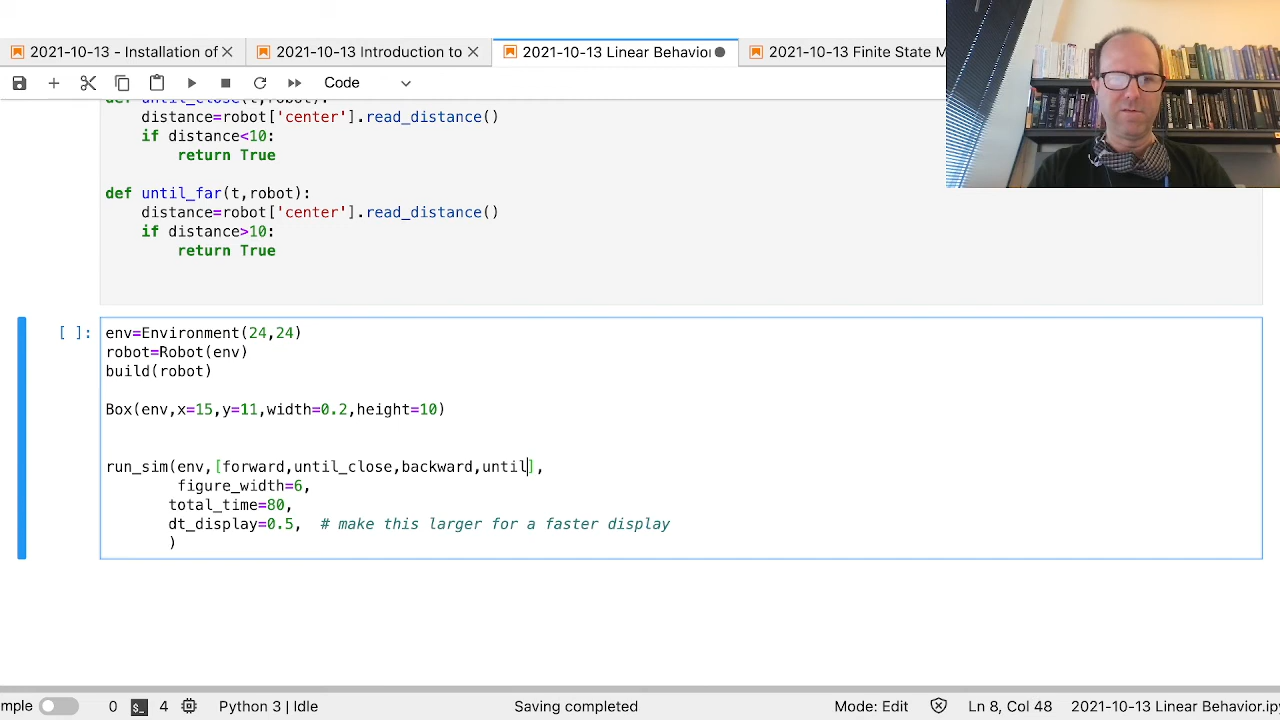 2021-10-13 - Installation of
2021-10-13 Introduction to
2021-10-13 Linear Behavior
2021-10-13 Finite State M
Code
def until_close(t,robot):
distance=robot['center'].read_distance()
if distance<10:
return True
def until_far(t,robot):
distance=robot['center'].read_distance()
if distance>10:
return True
[ ]:
env=Environment(24,24)
robot=Robot(env)
build(robot)
Box(env,x=15,y=11,width=0.2,height=10)
run_sim(env,[forward,until_close,backward,until],
figure_width=6,
total_time=80,
dt_display=0.5,  # make this larger for a faster display
)
mple 0 $_ 4 Python 3 | Idle Saving completed Mode: Edit Ln 8, Col 48 2021-10-13 Linear Behavior.ip